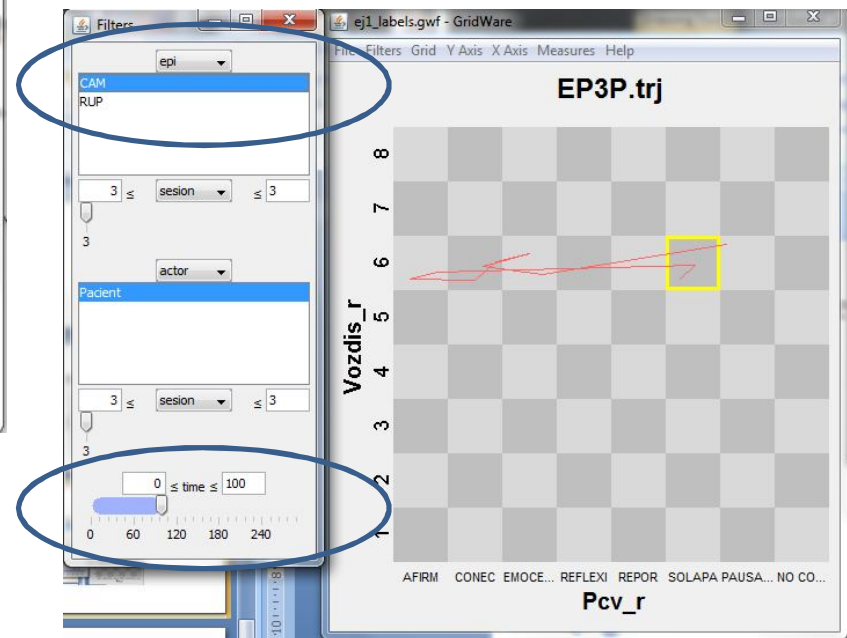 Filters
epi
CAM
RUP
3 ≤ sesion ≤ 3
3
actor
Pacient
3 ≤ sesion ≤ 3
3
0 ≤ time ≤ 100
0 60 120 180 240
ej1_labels.gwf - GridWare
File Filters Grid Y Axis X Axis Measures Help
EP3P.trj
8
7
6
5
4
3
2
1
Vozdis_r
AFIRM CONEC EMOCE... REFLEXI REPOR SOLAPA PAUSA... NO CO...
Pcv_r